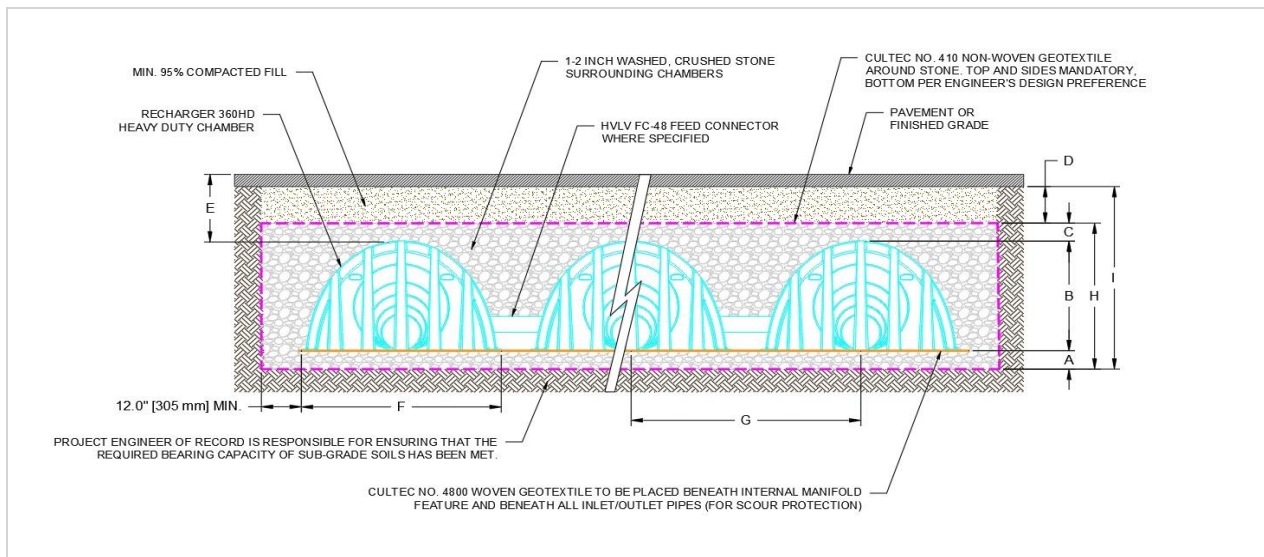 MIN. 95% COMPACTED FILL
1-2 INCH WASHED, CRUSHED STONE
SURROUNDING CHAMBERS
CULTEC NO. 410 NON-WOVEN GEOTEXTILE
AROUND STONE. TOP AND SIDES MANDATORY,
BOTTOM PER ENGINEER'S DESIGN PREFERENCE
RECHARGER 360HD
HEAVY DUTY CHAMBER
HVLV FC-48 FEED CONNECTOR
WHERE SPECIFIED
PAVEMENT OR
FINISHED GRADE
D
E
C
B
H
I
A
12.0" [305 mm] MIN.
F
G
PROJECT ENGINEER OF RECORD IS RESPONSIBLE FOR ENSURING THAT THE
REQUIRED BEARING CAPACITY OF SUB-GRADE SOILS HAS BEEN MET.
CULTEC NO. 4800 WOVEN GEOTEXTILE TO BE PLACED BENEATH INTERNAL MANIFOLD
FEATURE AND BENEATH ALL INLET/OUTLET PIPES (FOR SCOUR PROTECTION)